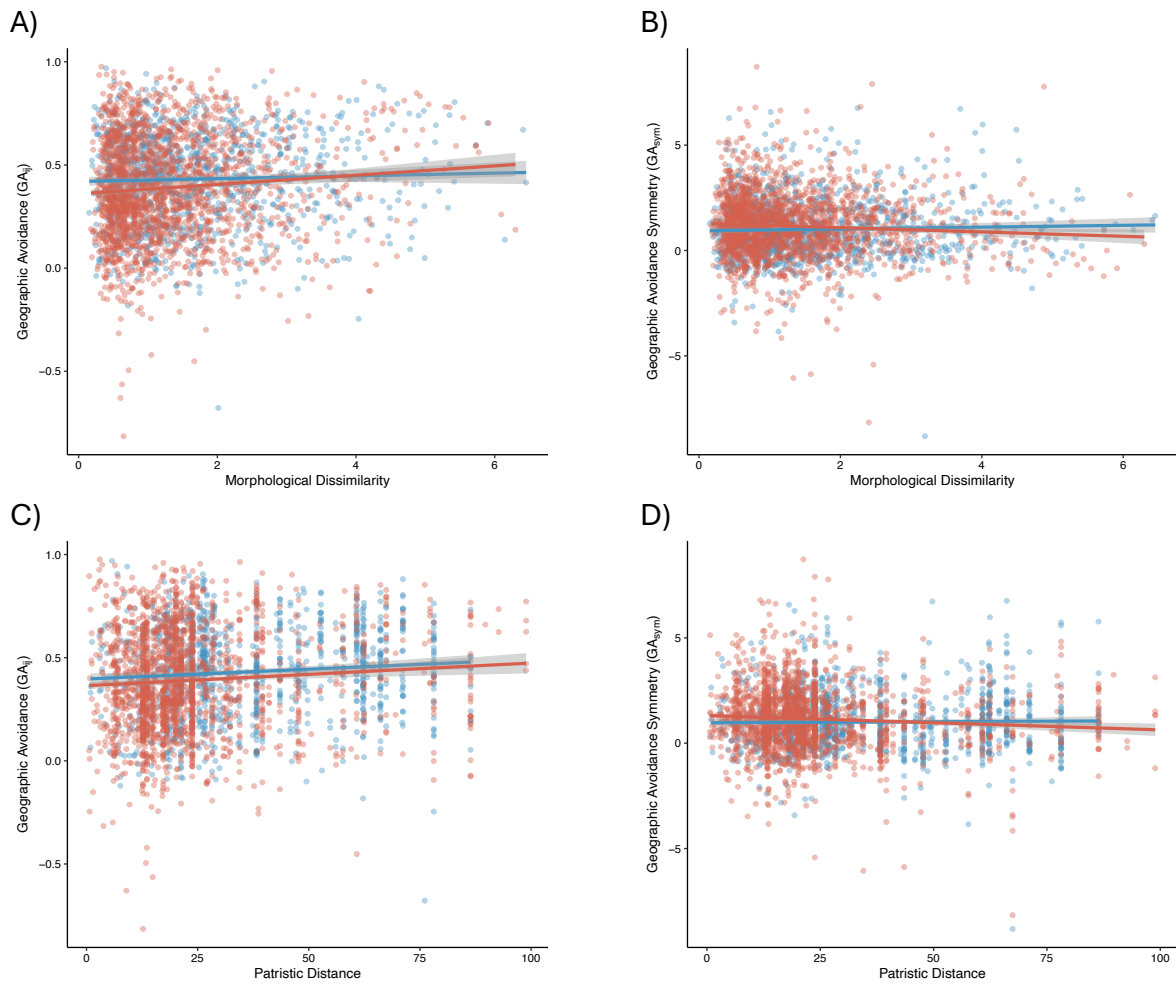 A)
B)
1.0
0.5
0.0
−0.5
Geographic Avoidance (GAij)
0
2
4
6
Morphological Dissimilarity
5
0
−5
Geographic Avoidance Symmetry (GAsym)
0
2
4
6
Morphological Dissimilarity
C)
D)
1.0
0.5
0.0
−0.5
Geographic Avoidance (GAij)
0
25
50
75
100
Patristic Distance
5
0
−5
Geographic Avoidance Symmetry (GAsym)
0
25
50
75
100
Patristic Distance